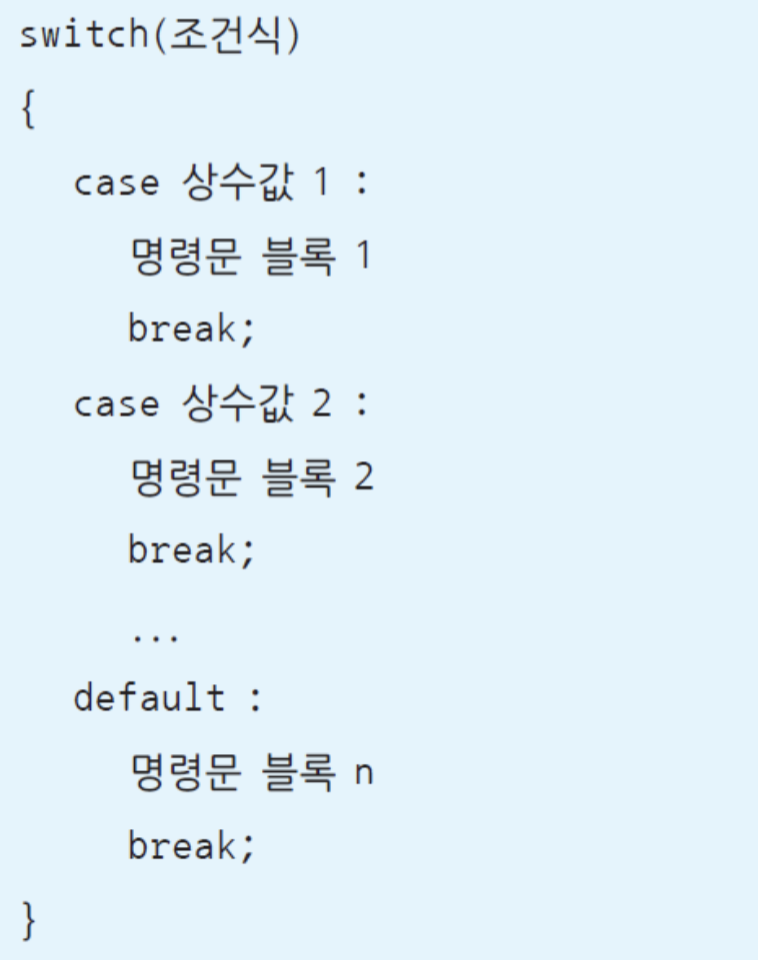 switch(조건식)
{
case 상수값 1 :
명령문 블록 1
break;
case 상수값 2 :
명령문 블록 2
break;
...
default :
명령문 블록 n
break;
}